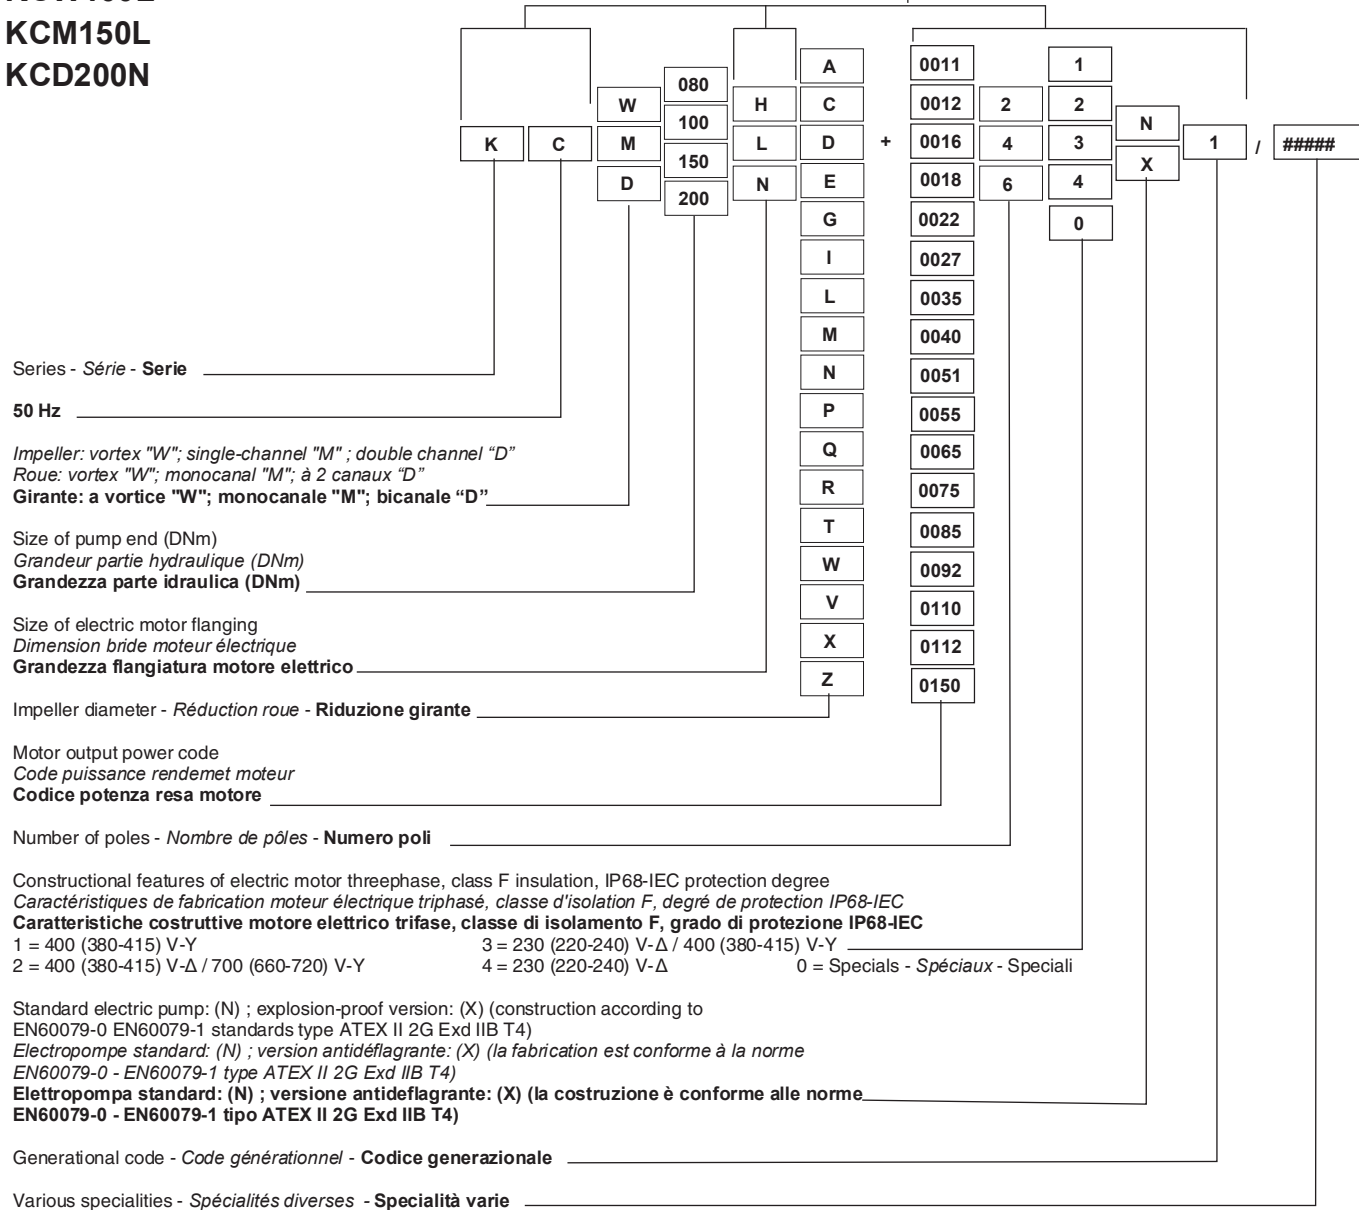 KCM150L
KCD200N
K
C
W
M
D
080
100
150
200
H
L
N
A
C
D
E
G
I
L
M
N
P
Q
R
T
W
V
X
Z
+
0011
0012
0016
0018
0022
0027
0035
0040
0051
0055
0065
0075
0085
0092
0110
0112
0150
2
4
6
1
2
3
4
0
N
X
1
/
#####
Series - Série - Serie
50 Hz
Impeller: vortex "W"; single-channel "M" ; double channel “D”
Roue: vortex "W"; monocanal "M"; à 2 canaux “D”
Girante: a vortice "W"; monocanale "M"; bicanale “D”
Size of pump end (DNm)
Grandeur partie hydraulique (DNm)
Grandezza parte idraulica (DNm)
Size of electric motor flanging
Dimension bride moteur électrique
Grandezza flangiatura motore elettrico
Impeller diameter - Réduction roue - Riduzione girante
Motor output power code
Code puissance rendemet moteur
Codice potenza resa motore
Number of poles - Nombre de pôles - Numero poli
Constructional features of electric motor threephase, class F insulation, IP68-IEC protection degree
Caractéristiques de fabrication moteur électrique triphasé, classe d'isolation F, degré de protection IP68-IEC
Caratteristiche costruttive motore elettrico trifase, classe di isolamento F, grado di protezione IP68-IEC
1 = 400 (380-415) V-Y 3 = 230 (220-240) V-Δ / 400 (380-415) V-Y
2 = 400 (380-415) V-Δ / 700 (660-720) V-Y 4 = 230 (220-240) V-Δ 0 = Specials - Spéciaux - Speciali
Standard electric pump: (N) ; explosion-proof version: (X) (construction according to
EN60079-0 EN60079-1 standards type ATEX II 2G Exd IIB T4)
Electropompe standard: (N) ; version antidéflagrante: (X) (la fabrication est conforme à la norme
EN60079-0 - EN60079-1 type ATEX II 2G Exd IIB T4)
Elettropompa standard: (N) ; versione antideflagrante: (X) (la costruzione è conforme alle norme
EN60079-0 - EN60079-1 tipo ATEX II 2G Exd IIB T4)
Generational code - Code générationnel - Codice generazionale
Various specialities - Spécialités diverses - Specialità varie